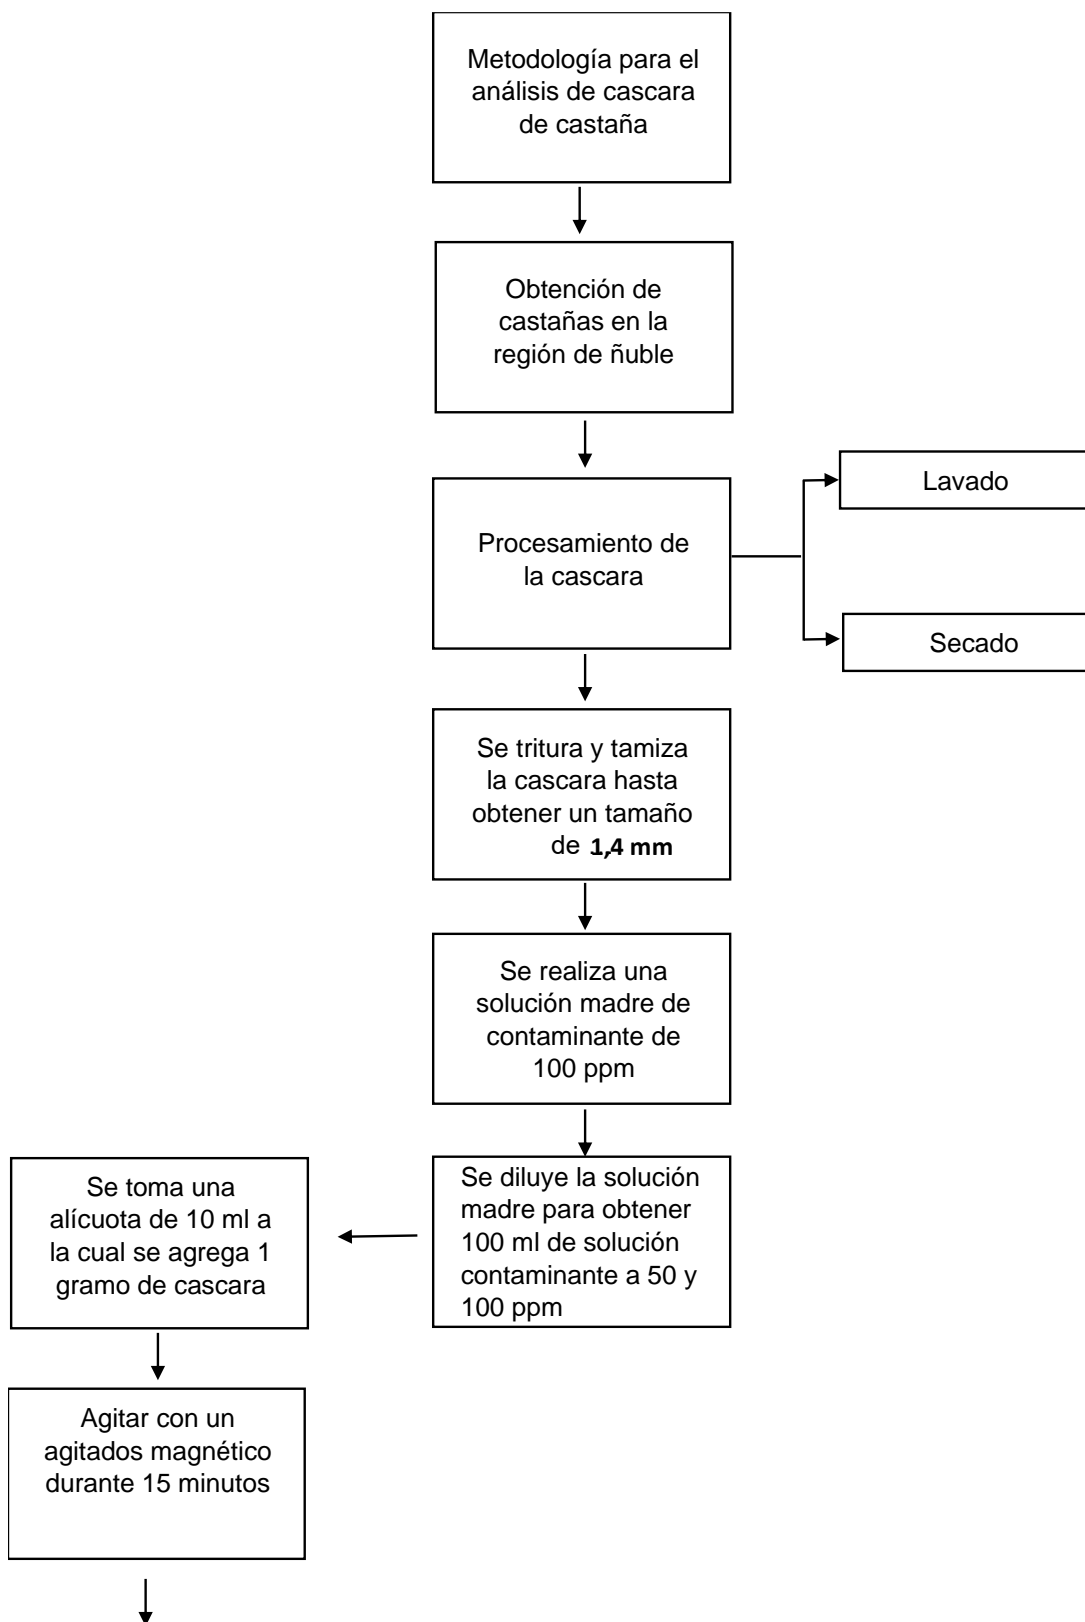 Metodología para el
análisis de cascara
de castaña
Obtención de
castañas en la
región de ñuble
Procesamiento de
la cascara
Lavado
Secado
Se tritura y tamiza
la cascara hasta
obtener un tamaño
de 1,4 mm
Se realiza una
solución madre de
contaminante de
100 ppm
Se diluye la solución
madre para obtener
100 ml de solución
contaminante a 50 y
100 ppm
Se toma una
alícuota de 10 ml a
la cual se agrega 1
gramo de cascara
Agitar con un
agitados magnético
durante 15 minutos